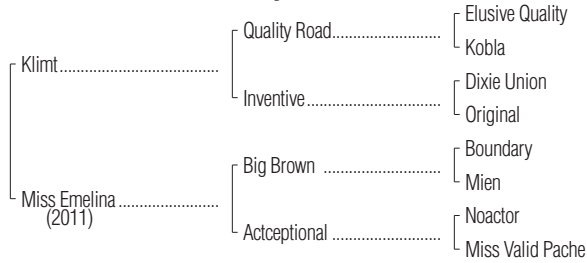 Elusive Quality
Quality Road
Kobla
Klimt
Dixie Union
Inventive
Original
Boundary
Big Brown
Mien
Miss Emelina
(2011)
Noactor
Actceptional
Miss Valid Pache